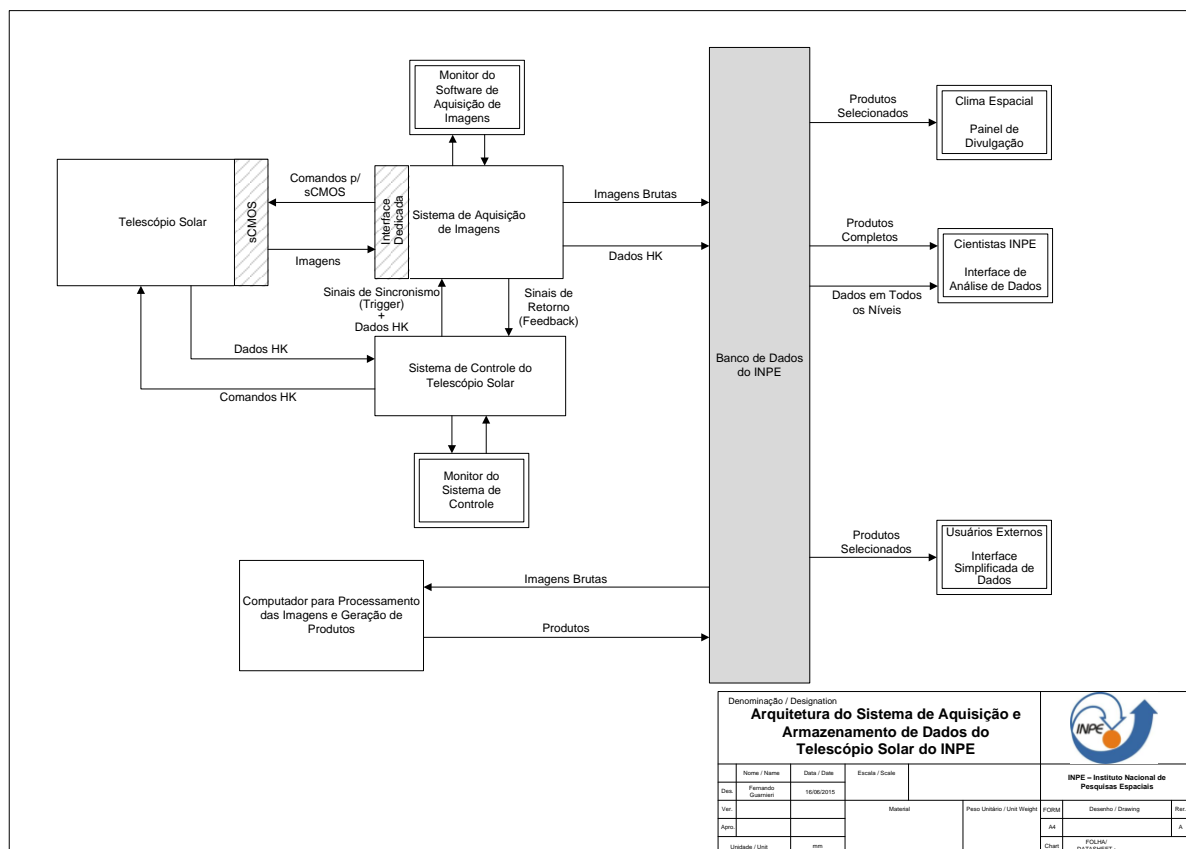 Monitor do
Software de
Aquisição de
Imagens
Produtos
Selecionados
Clima Espacial
Painel de
Divulgação
Telescópio Solar
sCMOS
Comandos p/
sCMOS
Imagens
Interface
Dedicada
Sistema de Aquisição
de Imagens
Imagens Brutas
Dados HK
Produtos
Completos
Dados em Todos
os Níveis
Cientistas INPE
Interface de
Análise de Dados
Sinais de Sincronismo
(Trigger)
+
Dados HK
Sinais de
Retorno
(Feedback)
Dados HK
Comandos HK
Sistema de Controle do
Telescópio Solar
Banco de Dados
do INPE
Monitor do
Sistema de
Controle
Produtos
Selecionados
Usuários Externos
Interface
Simplificada de
Dados
Computador para Processamento
das Imagens e Geração de
Produtos
Imagens Brutas
Produtos
Denominação / Designation
Arquitetura do Sistema de Aquisição e
Armazenamento de Dados do
Telescópio Solar do INPE
INPE
INPE – Instituto Nacional de
Pesquisas Espaciais
Nome / Name
Data / Date
Escala / Scale
Des.
Fernando
Guarnieri
16/06/2015
Ver.
Material
Peso Unitário / Unit Weight
FORM
Desenho / Drawing
Rer.
Apro.
A4
A
Unidade / Unit
mm
Chart
FOLHA/